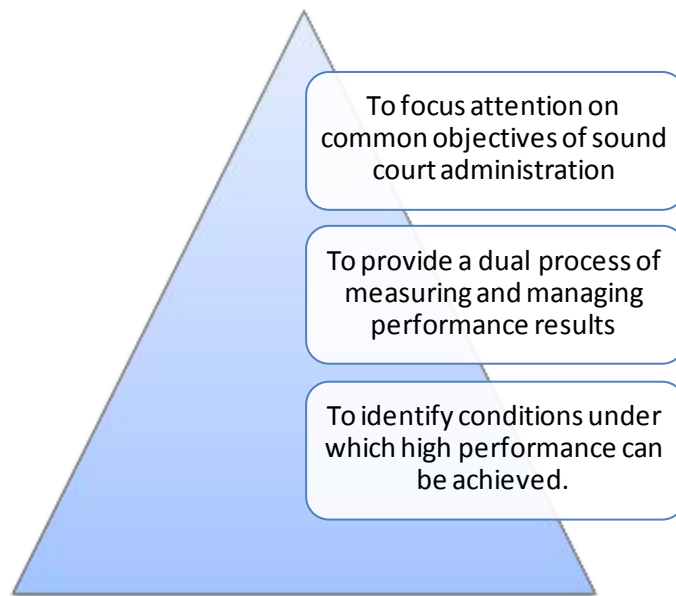 To focus attention on
common objectives of sound
court administration
To provide a dual process of
measuring and managing
performance results
To identify conditions under
which high performance can
be achieved.